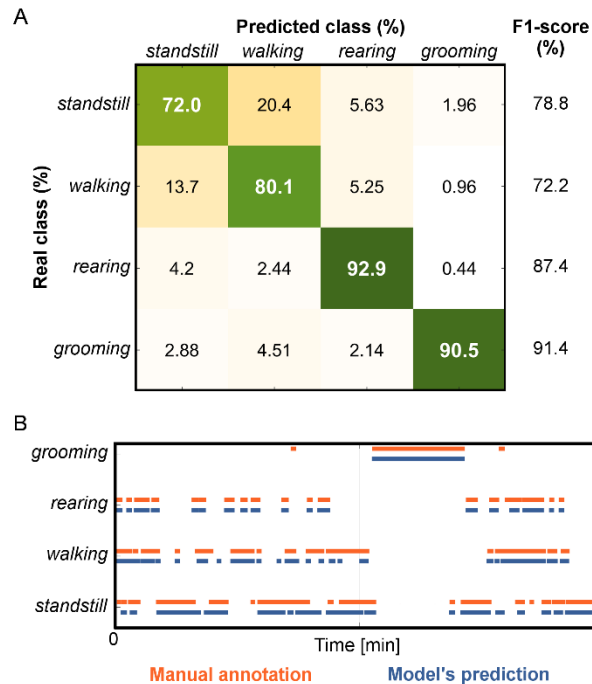 A
Predicted class (%)
F1-score
(%)
standstill walking rearing grooming
standstill 72.0 20.4 5.63 1.96 78.8
walking 13.7 80.1 5.25 0.96 72.2
rearing 4.2 2.44 92.9 0.44 87.4
grooming 2.88 4.51 2.14 90.5 91.4
Real class (%)
B
grooming
rearing
walking
standstill
0
Time [min]
Manual annotation Model's prediction